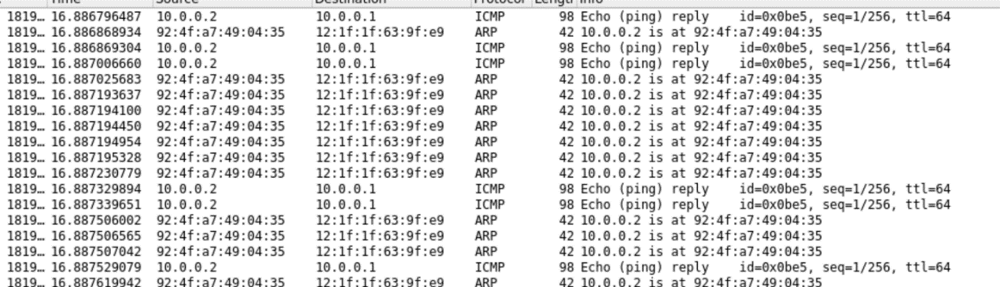 Time Source Destination Protocol Length Info
1819… 16.886796487 10.0.0.2 10.0.0.1 ICMP 98 Echo (ping) reply id=0x0be5, seq=1/256, ttl=64
1819… 16.886868934 92:4f:a7:49:04:35 12:1f:1f:63:9f:e9 ARP 42 10.0.0.2 is at 92:4f:a7:49:04:35
1819… 16.886869304 10.0.0.2 10.0.0.1 ICMP 98 Echo (ping) reply id=0x0be5, seq=1/256, ttl=64
1819… 16.887006660 10.0.0.2 10.0.0.1 ICMP 98 Echo (ping) reply id=0x0be5, seq=1/256, ttl=64
1819… 16.887025683 92:4f:a7:49:04:35 12:1f:1f:63:9f:e9 ARP 42 10.0.0.2 is at 92:4f:a7:49:04:35
1819… 16.887193637 92:4f:a7:49:04:35 12:1f:1f:63:9f:e9 ARP 42 10.0.0.2 is at 92:4f:a7:49:04:35
1819… 16.887194100 92:4f:a7:49:04:35 12:1f:1f:63:9f:e9 ARP 42 10.0.0.2 is at 92:4f:a7:49:04:35
1819… 16.887194450 92:4f:a7:49:04:35 12:1f:1f:63:9f:e9 ARP 42 10.0.0.2 is at 92:4f:a7:49:04:35
1819… 16.887194954 92:4f:a7:49:04:35 12:1f:1f:63:9f:e9 ARP 42 10.0.0.2 is at 92:4f:a7:49:04:35
1819… 16.887195328 92:4f:a7:49:04:35 12:1f:1f:63:9f:e9 ARP 42 10.0.0.2 is at 92:4f:a7:49:04:35
1819… 16.887230779 92:4f:a7:49:04:35 12:1f:1f:63:9f:e9 ARP 42 10.0.0.2 is at 92:4f:a7:49:04:35
1819… 16.887329894 10.0.0.2 10.0.0.1 ICMP 98 Echo (ping) reply id=0x0be5, seq=1/256, ttl=64
1819… 16.887339651 10.0.0.2 10.0.0.1 ICMP 98 Echo (ping) reply id=0x0be5, seq=1/256, ttl=64
1819… 16.887506002 92:4f:a7:49:04:35 12:1f:1f:63:9f:e9 ARP 42 10.0.0.2 is at 92:4f:a7:49:04:35
1819… 16.887506565 92:4f:a7:49:04:35 12:1f:1f:63:9f:e9 ARP 42 10.0.0.2 is at 92:4f:a7:49:04:35
1819… 16.887507042 92:4f:a7:49:04:35 12:1f:1f:63:9f:e9 ARP 42 10.0.0.2 is at 92:4f:a7:49:04:35
1819… 16.887529079 10.0.0.2 10.0.0.1 ICMP 98 Echo (ping) reply id=0x0be5, seq=1/256, ttl=64
1819… 16.887619942 92:4f:a7:49:04:35 12:1f:1f:63:9f:e9 ARP 42 10.0.0.2 is at 92:4f:a7:49:04:35